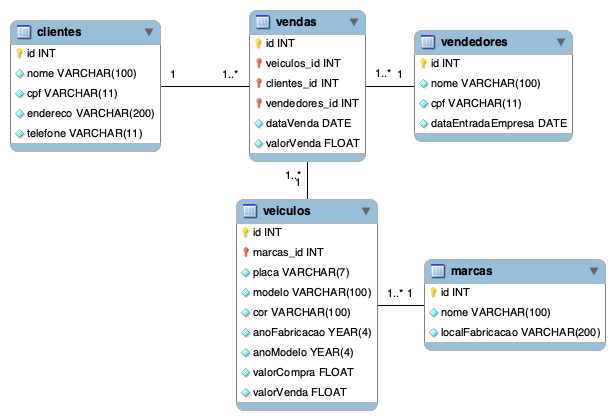 clientes
id INT
nome VARCHAR(100)
cpf VARCHAR(11)
endereco VARCHAR(200)
telefone VARCHAR(11)
1
1..*
vendas
id INT
veiculos_id INT
clientes_id INT
vendedores_id INT
dataVenda DATE
valorVenda FLOAT
1..*
1
vendedores
id INT
nome VARCHAR(100)
cpf VARCHAR(11)
dataEntradaEmpresa DATE
1..*
1
veiculos
id INT
marcas_id INT
placa VARCHAR(7)
modelo VARCHAR(100)
cor VARCHAR(100)
anoFabricacao YEAR(4)
anoModelo YEAR(4)
valorCompra FLOAT
valorVenda FLOAT
1..*
1
marcas
id INT
nome VARCHAR(100)
localFabricacao VARCHAR(200)